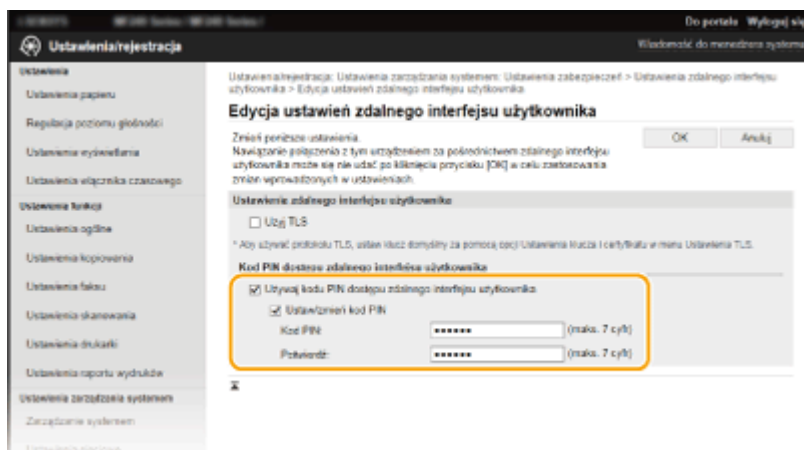 Do portalu Wyloguj się
Ustawienia/rejestracja
Wiadomość do menedżera systemu
Ustawienia
Ustawienia papieru
Regulacja poziomu głośności
Ustawienia wyświetlania
Ustawienia włącznika czasowego
Ustawienia funkcji
Ustawienia ogólne
Ustawienia kopiowania
Ustawienia faksu
Ustawienia skanowania
Ustawienia drukarki
Ustawienia raportu wydruków
Ustawienia zarządzania systemem
Zarządzanie systemem
Ustawienia/rejestracja: Ustawienia zarządzania systemem: Ustawienia zabezpieczeń > Ustawienia zdalnego interfejsu
użytkownika > Edycja ustawień zdalnego interfejsu użytkownika
Edycja ustawień zdalnego interfejsu użytkownika
Zmień poniższe ustawienia.
OK Anuluj
Nawiązanie połączenia z tym urządzeniem za pośrednictwem zdalnego interfejsu
użytkownika może się nie udać po kliknięciu przycisku [OK] w celu zastosowania
zmian wprowadzonych w ustawieniach.
Ustawienie zdalnego interfejsu użytkownika
Użyj TLS
* Aby używać protokołu TLS, ustaw klucz domyślny za pomocą opcji Ustawienia klucza i certyfikatu w menu Ustawienia TLS.
Kod PIN dostępu zdalnego interfejsu użytkownika
Używaj kodu PIN dostępu zdalnego interfejsu użytkownika
Ustaw/zmień kod PIN
Kod PIN: •••••• (maks. 7 cyfr)
Potwierdź: •••••• (maks. 7 cyfr)